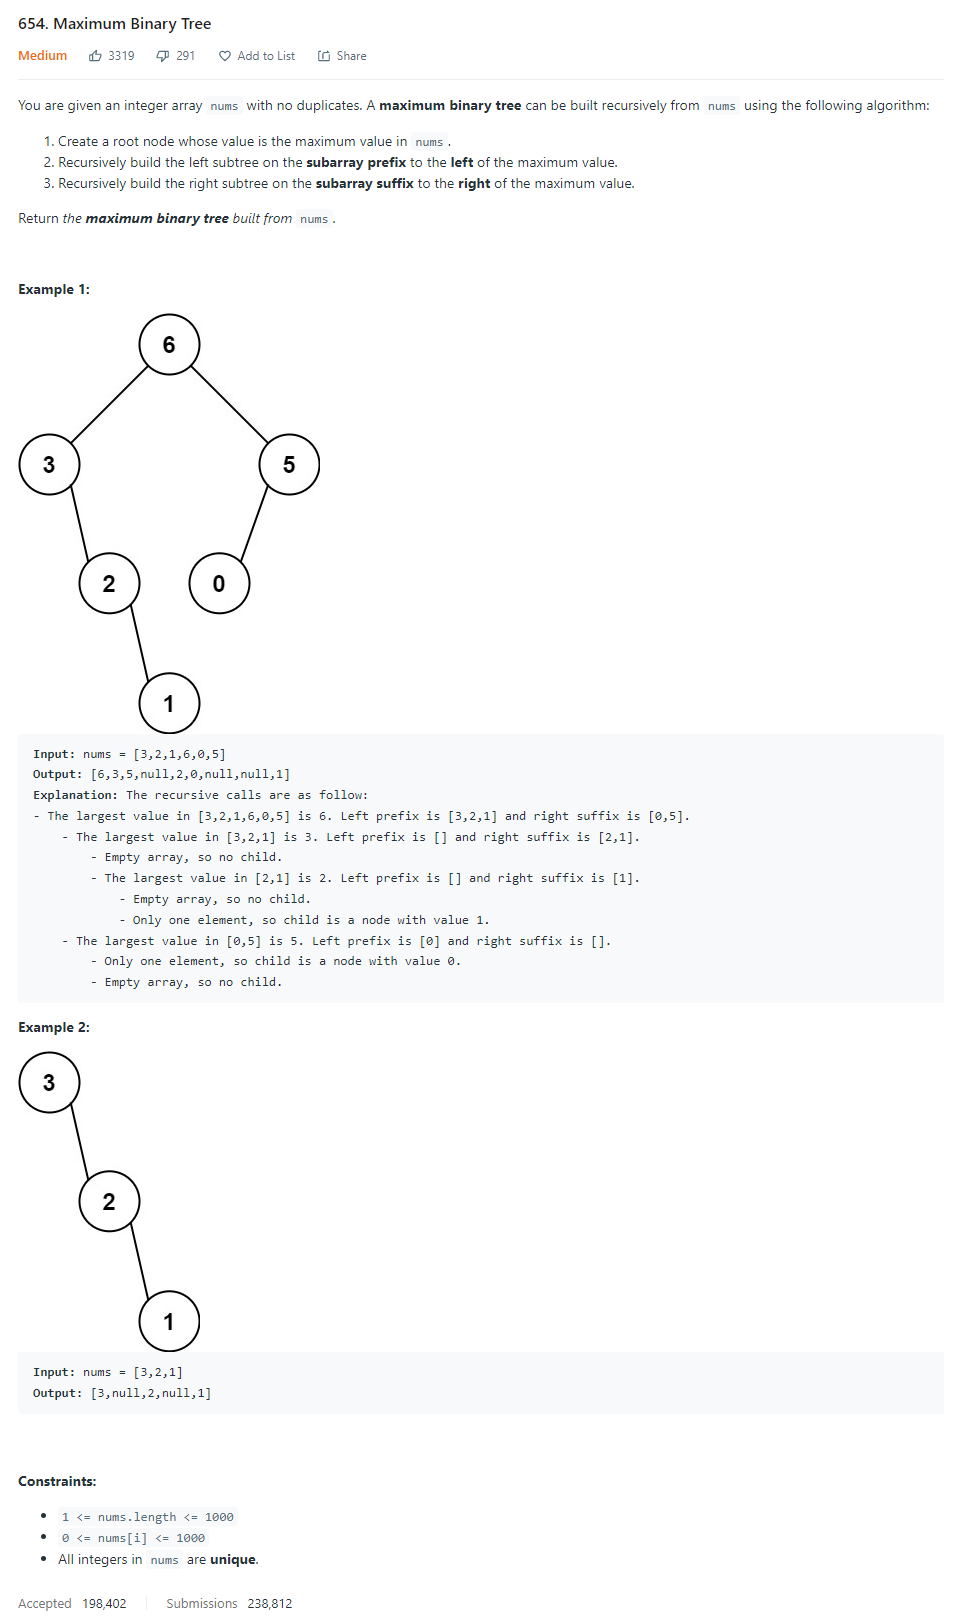 654. Maximum Binary Tree
Medium 3319 291 Add to List Share
You are given an integer array nums with no duplicates. A maximum binary tree can be built recursively from nums using the following algorithm:
1. Create a root node whose value is the maximum value in nums .
2. Recursively build the left subtree on the subarray prefix to the left of the maximum value.
3. Recursively build the right subtree on the subarray suffix to the right of the maximum value.
Return the maximum binary tree built from nums .
Example 1:
6
3 5
2 0
1
Input: nums = [3,2,1,6,0,5]
Output: [6,3,5,null,2,0,null,null,1]
Explanation: The recursive calls are as follow:
- The largest value in [3,2,1,6,0,5] is 6. Left prefix is [3,2,1] and right suffix is [0,5].
- The largest value in [3,2,1] is 3. Left prefix is [] and right suffix is [2,1].
- Empty array, so no child.
- The largest value in [2,1] is 2. Left prefix is [] and right suffix is [1].
- Empty array, so no child.
- Only one element, so child is a node with value 1.
- The largest value in [0,5] is 5. Left prefix is [0] and right suffix is [].
- Only one element, so child is a node with value 0.
- Empty array, so no child.
Example 2:
3
2
1
Input: nums = [3,2,1]
Output: [3,null,2,null,1]
Constraints:
• 1 <= nums.length <= 1000
• 0 <= nums[i] <= 1000
• All integers in nums are unique.
Accepted 198,402 Submissions 238,812